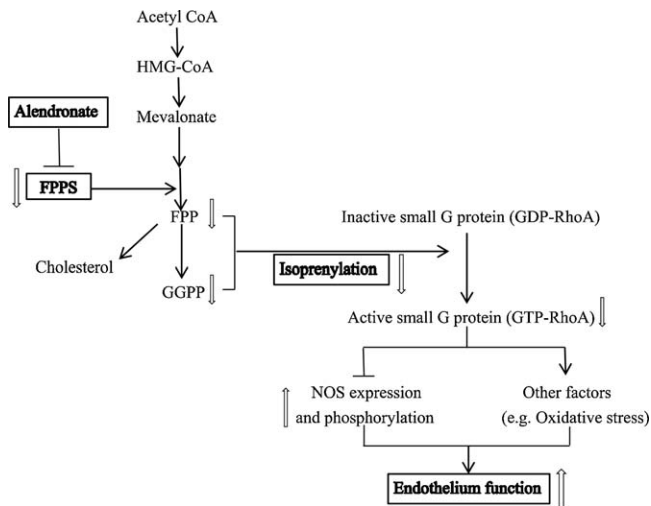 Acetyl CoA
HMG-CoA
Alendronate
Mevalonate
FPPS
FPP
Inactive small G protein (GDP-RhoA)
Cholesterol
Isoprenylation
GGPP
Active small G protein (GTP-RhoA)
NOS expression
and phosphorylation
Other factors
(e.g. Oxidative stress)
Endothelium function